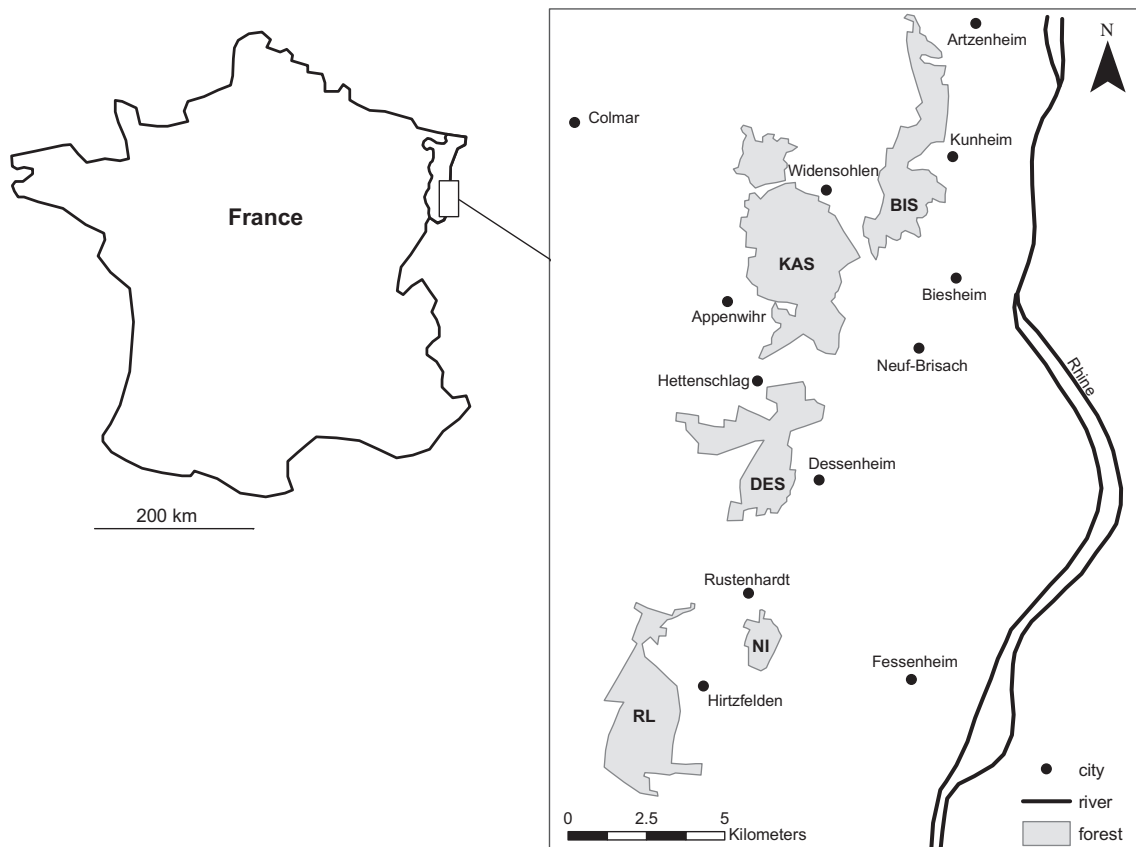 France
200 km
N
Artzenheim
Colmar
Kunheim
Widensohlen
BIS
KAS
Biesheim
Appenwihr
Neuf-Brisach
Rhine
Hettenschlag
Dessenheim
DES
Rustenhardt
NI
Fessenheim
Hirtzfelden
RL
city
river
forest
0 2.5 5
Kilometers